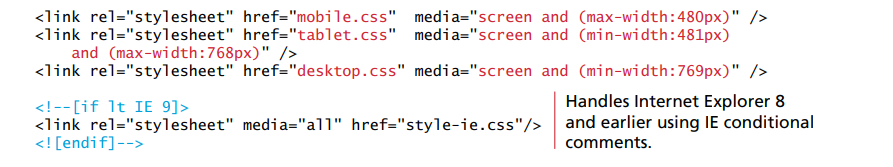 <link rel="stylesheet" href="mobile.css"  media="screen and (max-width:480px)" />
<link rel="stylesheet" href="tablet.css"  media="screen and (min-width:481px)
and (max-width:768px)" />
<link rel="stylesheet" href="desktop.css" media="screen and (min-width:769px)" />
<!--[if lt IE 9]>
<link rel="stylesheet" media="all" href="style-ie.css"/>
<![endif]-->
Handles Internet Explorer 8
and earlier using IE conditional
comments.